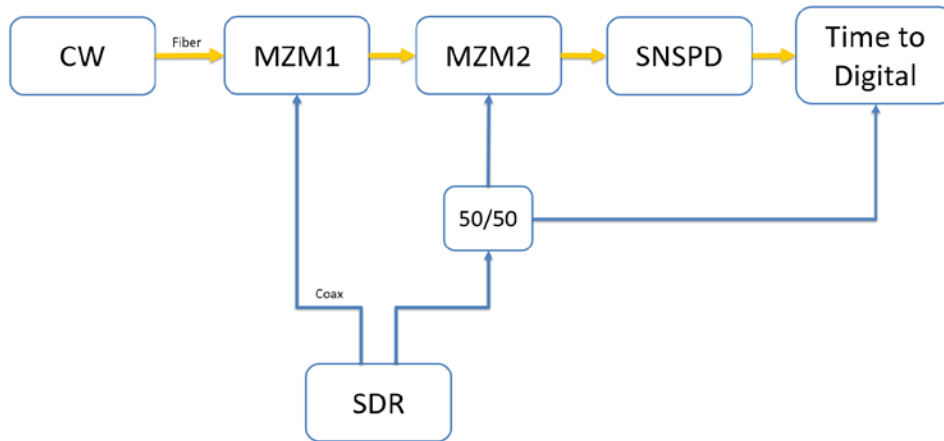 CW
Fiber
MZM1
MZM2
SNSPD
Time to
Digital
50/50
Coax
SDR